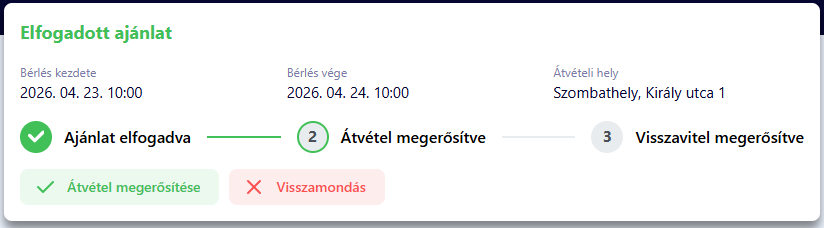 Elfogadott ajánlat
Bérlés kezdete
2026. 04. 23. 10:00
Bérlés vége
2026. 04. 24. 10:00
Átvételi hely
Szombathely, Király utca 1
Ajánlat elfogadva
2 Átvétel megerősítve
3 Visszavitel megerősítve
Átvétel megerősítése
Visszamondás